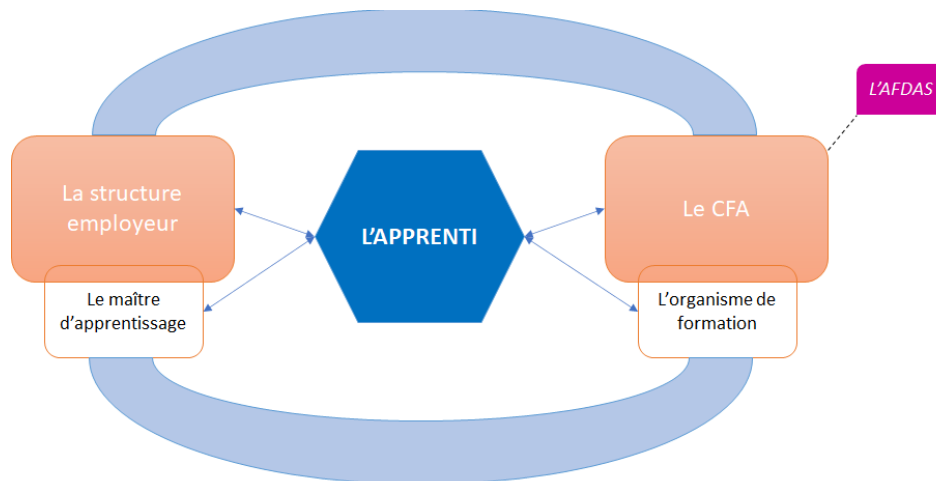 L'AFDAS
La structure
employeur
L'APPRENTI
Le CFA
Le maître
d'apprentissage
L'organisme de
formation